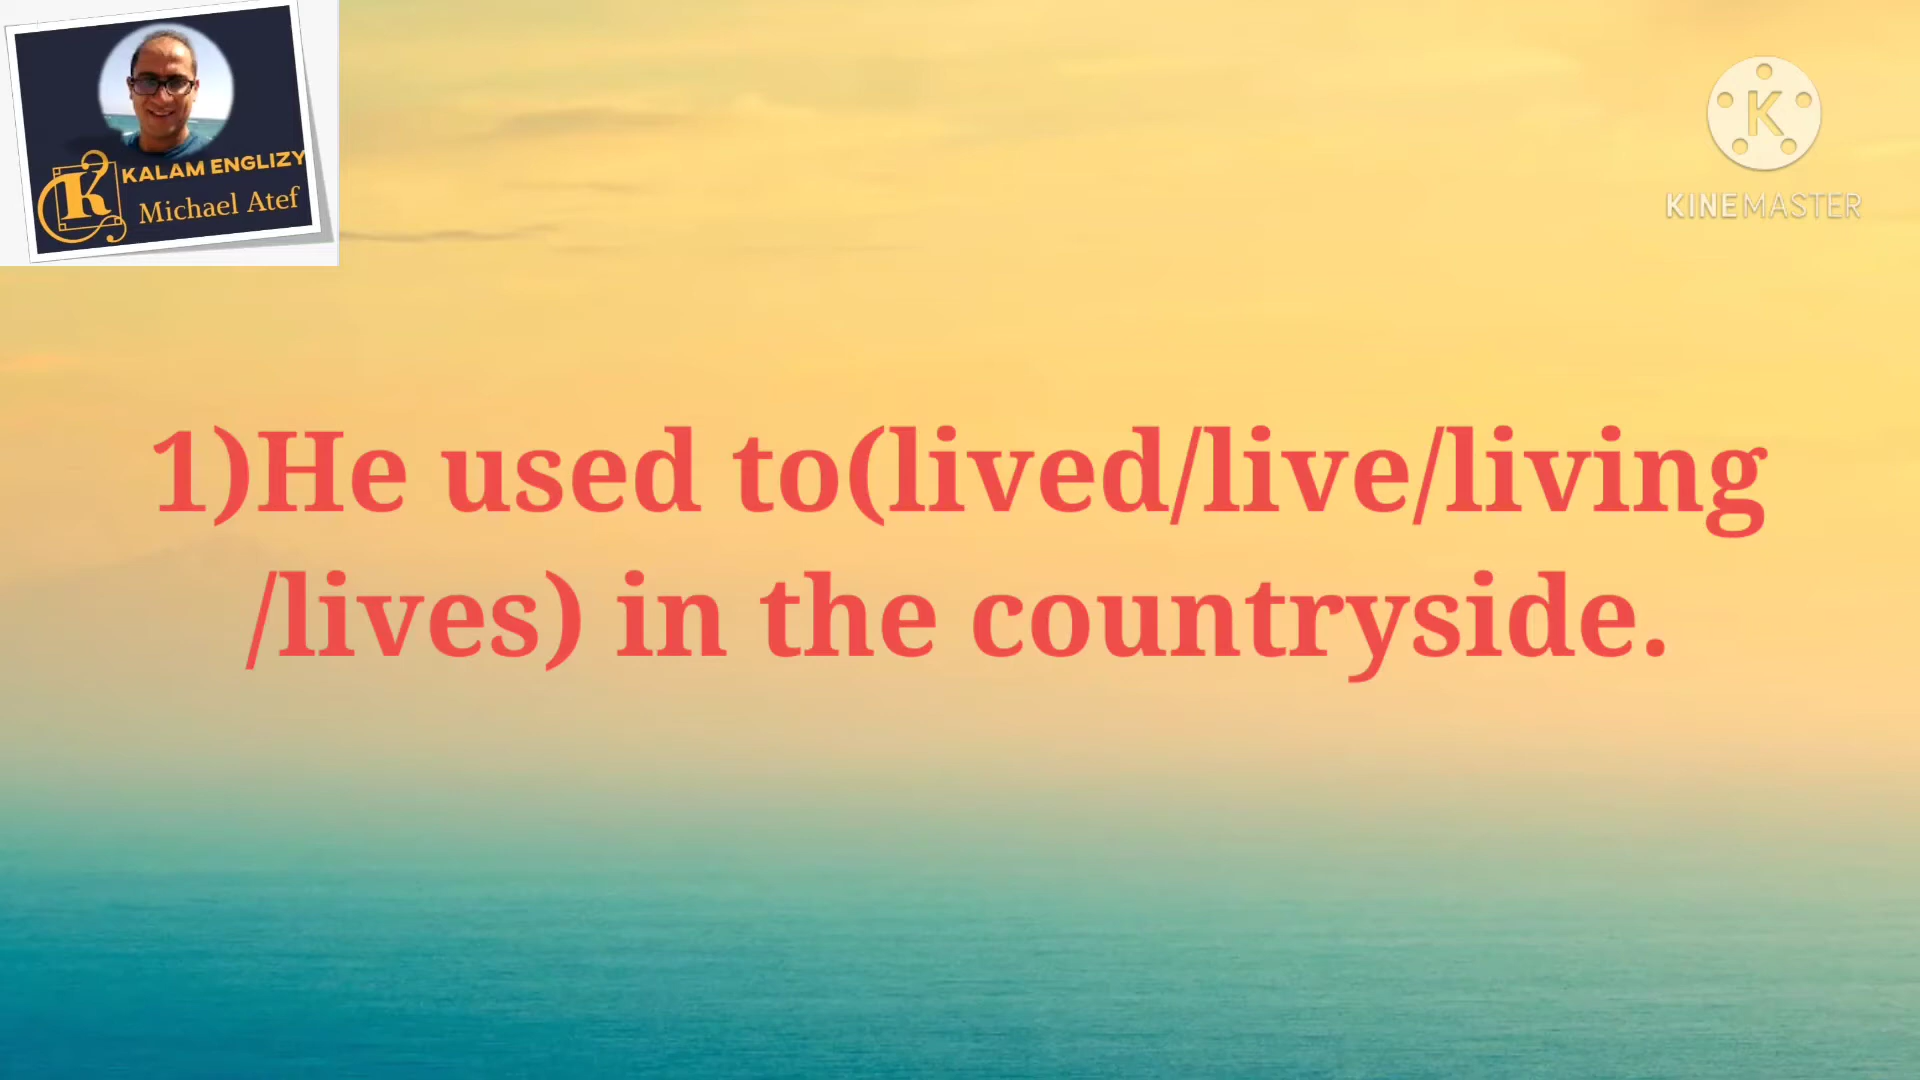 KALAM ENGLIZY
Michael Atef
K
KINEMASTER
1)He used to(lived/live/living
/lives) in the countryside.